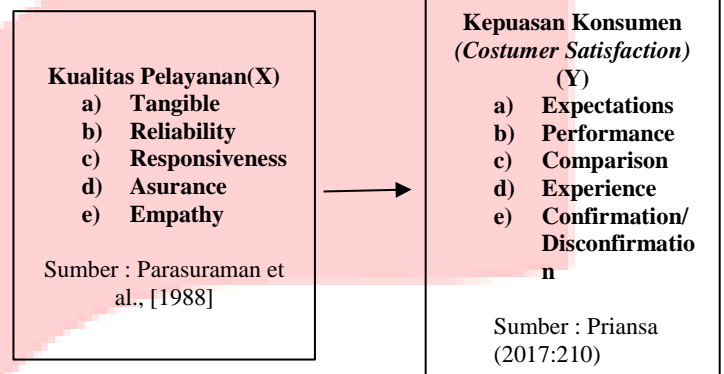 Kualitas Pelayanan(X)
a) Tangible
b) Reliability
c) Responsiveness
d) Asurance
e) Empathy
Sumber : Parasuraman et
al., [1988]
Kepuasan Konsumen
(Costumer Satisfaction)
(Y)
a) Expectations
b) Performance
c) Comparison
d) Experience
e) Confirmation/
Disconfirmatio
n
Sumber : Priansa
(2017:210)